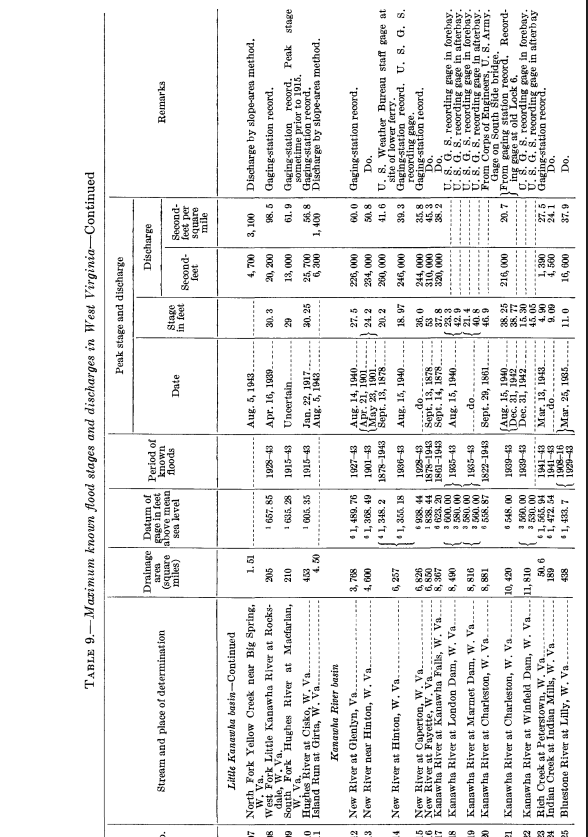 TABLE 9.—Maximum known flood stages and discharges in West Virginia—Continued
Stream and place of determination | Drainage area (square miles) | Datum of gage in feet above mean sea level | Period of known floods | Peak stage and discharge | Remarks
Date | Stage in feet | Discharge
Second-feet | Second-feet per square mile
Little Kanawha basin—Continued
North Fork Yellow Creek near Big Spring, W. Va. 1.51 Aug. 5, 1943 4,700 3,100 Discharge by slope-area method.
West Fork Little Kanawha River at Rocksdale, W. Va. 205 1 657.85 1928-43 Apr. 16, 1939 30.3 20,200 98.5 Gaging-station record.
South Fork Hughes River at Macfarlan, W. Va. 210 1 635.28 1915-43 Uncertain 29 13,000 61.9 Gaging-station record. Peak stage sometime prior to 1915.
Hughes River at Cisko, W. Va. 453 1 605.35 1915-43 Jan. 22, 1917 30.25 25,700 56.8 Gaging-station record.
Island Run at Girta, W. Va. 4.50 Aug. 5, 1943 6,300 1,400 Discharge by slope-area method.
Kanawha River basin
New River at Glenlyn, Va. 3,768 6 1,489.76 1927-43 Aug. 14, 1940 27.5 226,000 60.0 Gaging-station record.
New River near Hinton, W. Va. 4,600 6 1,368.49 1901-43 Apr. 21, 1901 May 23, 1901 24.2 234,000 50.8 Do.
New River at Hinton, W. Va. 6,257 6 1,348.2 1878-1943 Sept. 13, 1878 20.2 260,000 41.6 U. S. Weather Bureau staff gage at site of lower ferry.
6 1,355.18 1936-43 Aug. 15, 1940 18.97 246,000 39.3 Gaging-station record. U. S. G. S. recording gage.
New River at Caperton, W. Va. 6,826 6 938.44 1928-43 do 36.0 244,000 35.8 Gaging-station record.
New River at Fayette, W. Va. 6,850 6 838.44 1878-1943 Sept. 13, 1878 53 310,000 45.3 Do.
Kanawha River at Kanawha Falls, W. Va. 8,367 6 623.20 1861-1943 Sept. 14, 1878 37.8 320,000 38.2 Do.
Kanawha River at London Dam, W. Va. 8,490 3 600.00 3 580.00 1935-43 Aug. 15, 1940 23.3 42.9 U. S. G. S. recording gage in forebay. U. S. G. S. recording gage in afterbay.
Kanawha River at Marmet Dam, W. Va. 8,816 3 580.00 3 560.00 1935-43 do 21.4 40.8 U. S. G. S. recording gage in forebay. U. S. G. S. recording gage in afterbay.
Kanawha River at Charleston, W. Va. 8,881 6 558.87 1822-1943 Sept. 29, 1861 46.9 From Corps of Engineers, U. S. Army. Gage on South Side bridge.
Kanawha River at Charleston, W. Va. 10,420 6 548.00 1939-43 Aug. 15, 1940 Dec. 31, 1942 38.25 38.77 216,000 20.7 From gaging station record. Recording gage at old Lock 6.
Kanawha River at Winfield Dam, W. Va. 11,810 3 560.00 3 530.00 1939-43 Dec. 31, 1942 15.30 45.05 U. S. G. S. recording gage in forebay. U. S. G. S. recording gage in afterbay
Rich Creek at Peterstown, W. Va. 50.6 6 1,565.94 1941-43 Mar. 13, 1943 4.90 1,390 27.5 Gaging-station record.
Indian Creek at Indian Mills, W. Va. 189 6 1,472.54 1941-43 do 9.09 4,560 24.1 Do.
Bluestone River at Lilly, W. Va. 438 6 1,433.7 1908-16 1929-43 Mar. 25, 1935 11.0 16,600 37.9 Do.